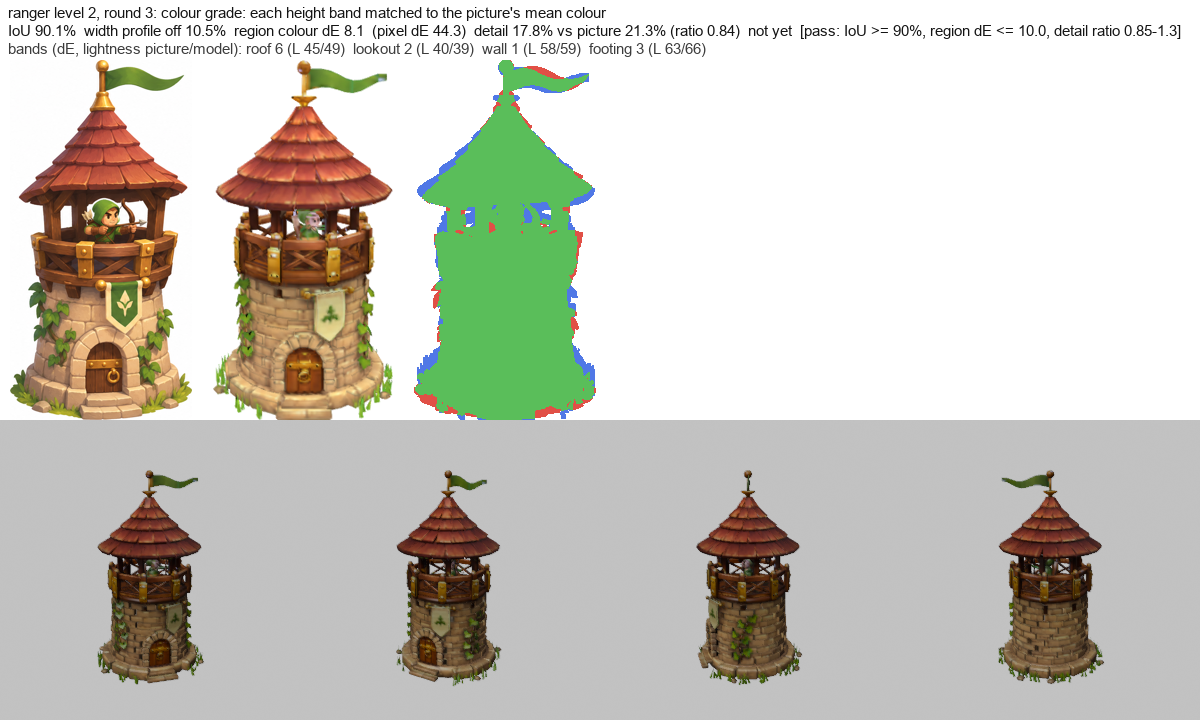 ranger level 2, round 3: colour grade: each height band matched to the picture's mean colour
IoU 90.1%  width profile off 10.5%  region colour dE 8.1  (pixel dE 44.3)  detail 17.8% vs picture 21.3% (ratio 0.84)  not yet  [pass: IoU >= 90%, region dE <= 10.0, detail ratio 0.85-1.3]
bands (dE, lightness picture/model): roof 6 (L 45/49)  lookout 2 (L 40/39)  wall 1 (L 58/59)  footing 3 (L 63/66)